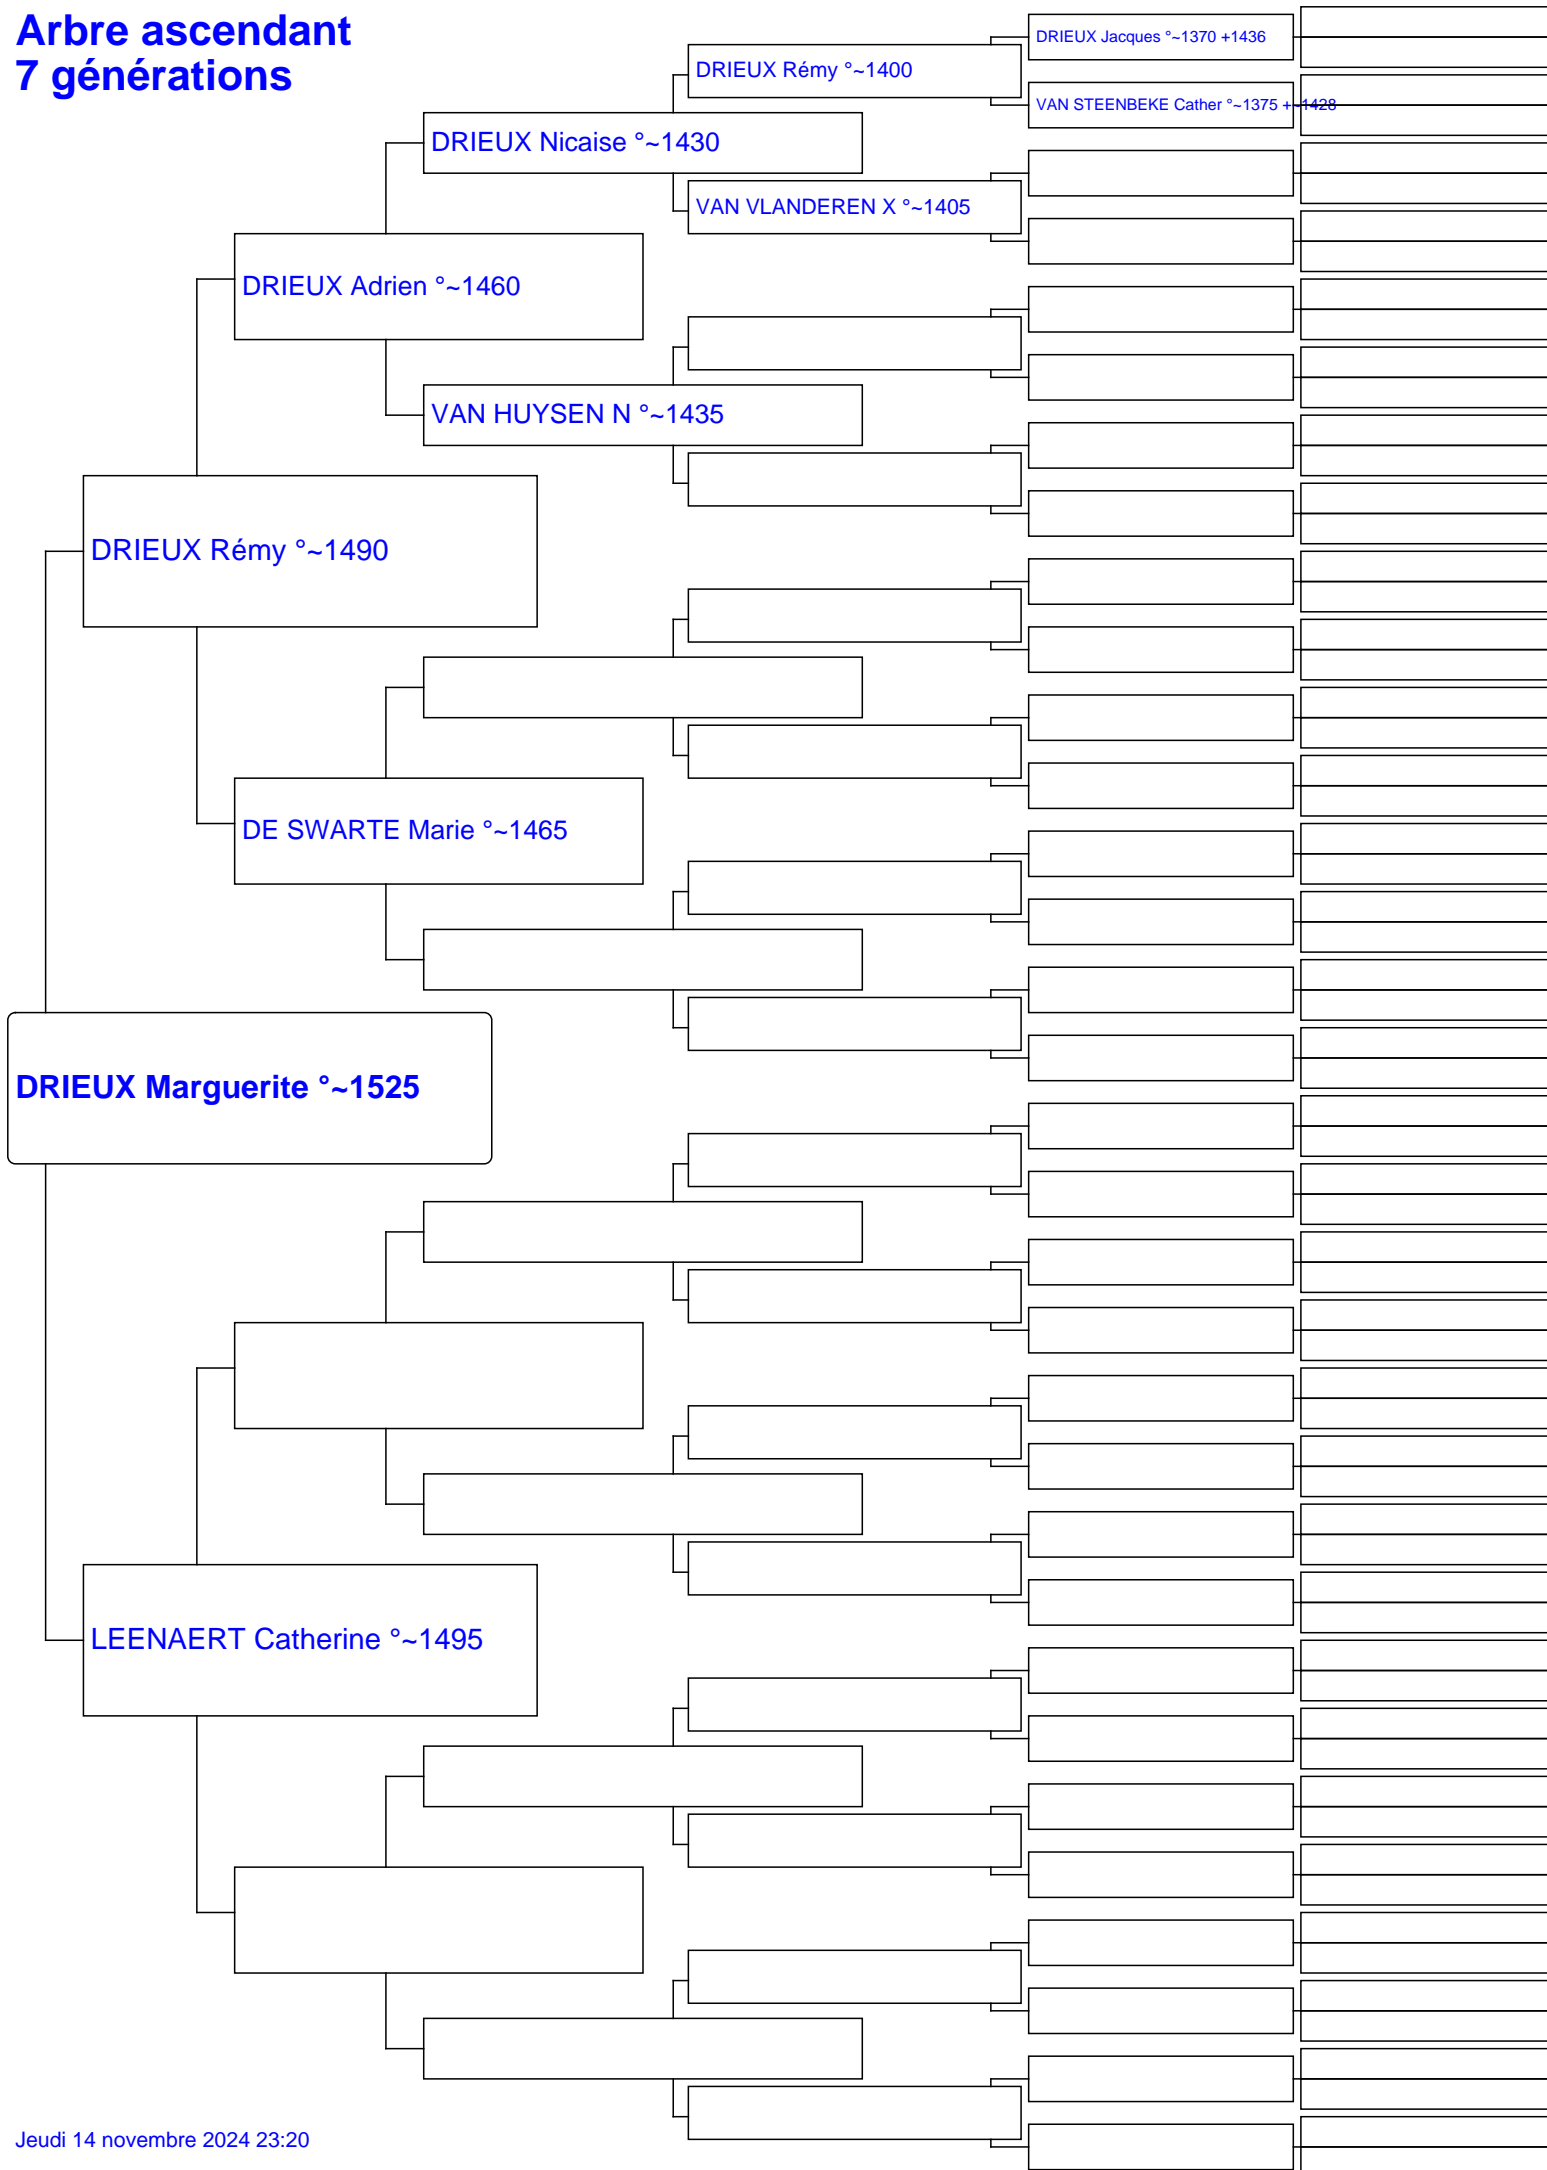 Arbre ascendant
7 générations
DRIEUX Jacques °~1370 +1436
DRIEUX Rémy °~1400
VAN STEENBEKE Cather °~1375 +~1428
DRIEUX Nicaise °~1430
VAN VLANDEREN X °~1405
DRIEUX Adrien °~1460
VAN HUYSEN N °~1435
DRIEUX Rémy °~1490
DE SWARTE Marie °~1465
DRIEUX Marguerite °~1525
LEENAERT Catherine °~1495
Jeudi 14 novembre 2024 23:20